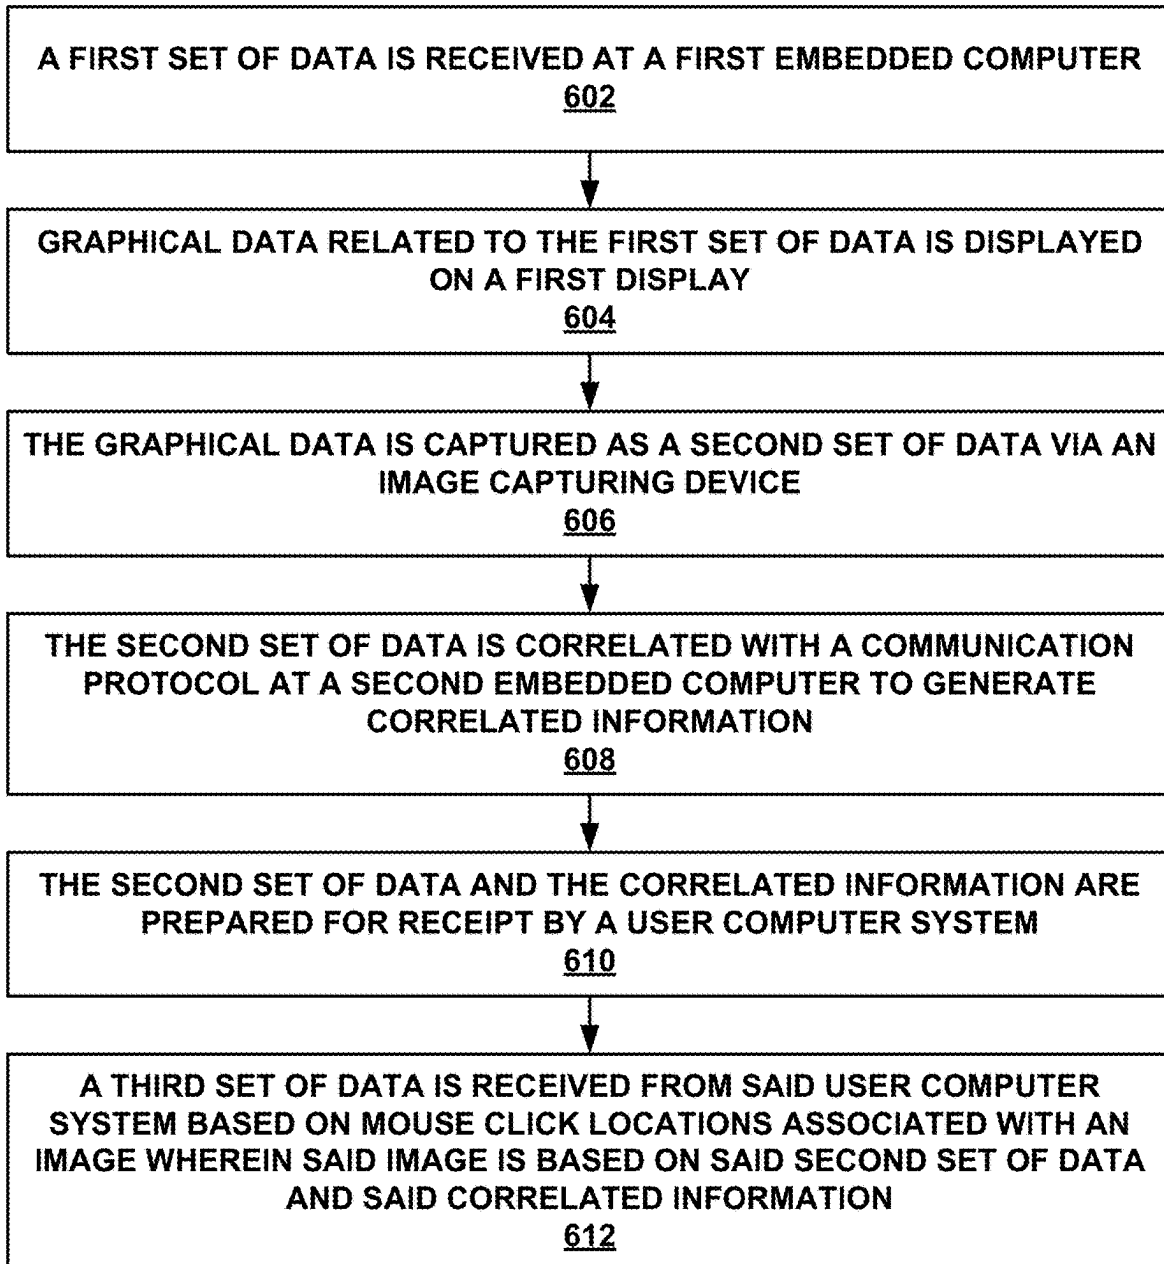 A FIRST SET OF DATA IS RECEIVED AT A FIRST EMBEDDED COMPUTER
602
GRAPHICAL DATA RELATED TO THE FIRST SET OF DATA IS DISPLAYED
ON A FIRST DISPLAY
604
THE GRAPHICAL DATA IS CAPTURED AS A SECOND SET OF DATA VIA AN
IMAGE CAPTURING DEVICE
606
THE SECOND SET OF DATA IS CORRELATED WITH A COMMUNICATION
PROTOCOL AT A SECOND EMBEDDED COMPUTER TO GENERATE
CORRELATED INFORMATION
608
THE SECOND SET OF DATA AND THE CORRELATED INFORMATION ARE
PREPARED FOR RECEIPT BY A USER COMPUTER SYSTEM
610
A THIRD SET OF DATA IS RECEIVED FROM SAID USER COMPUTER
SYSTEM BASED ON MOUSE CLICK LOCATIONS ASSOCIATED WITH AN
IMAGE WHEREIN SAID IMAGE IS BASED ON SAID SECOND SET OF DATA
AND SAID CORRELATED INFORMATION
612